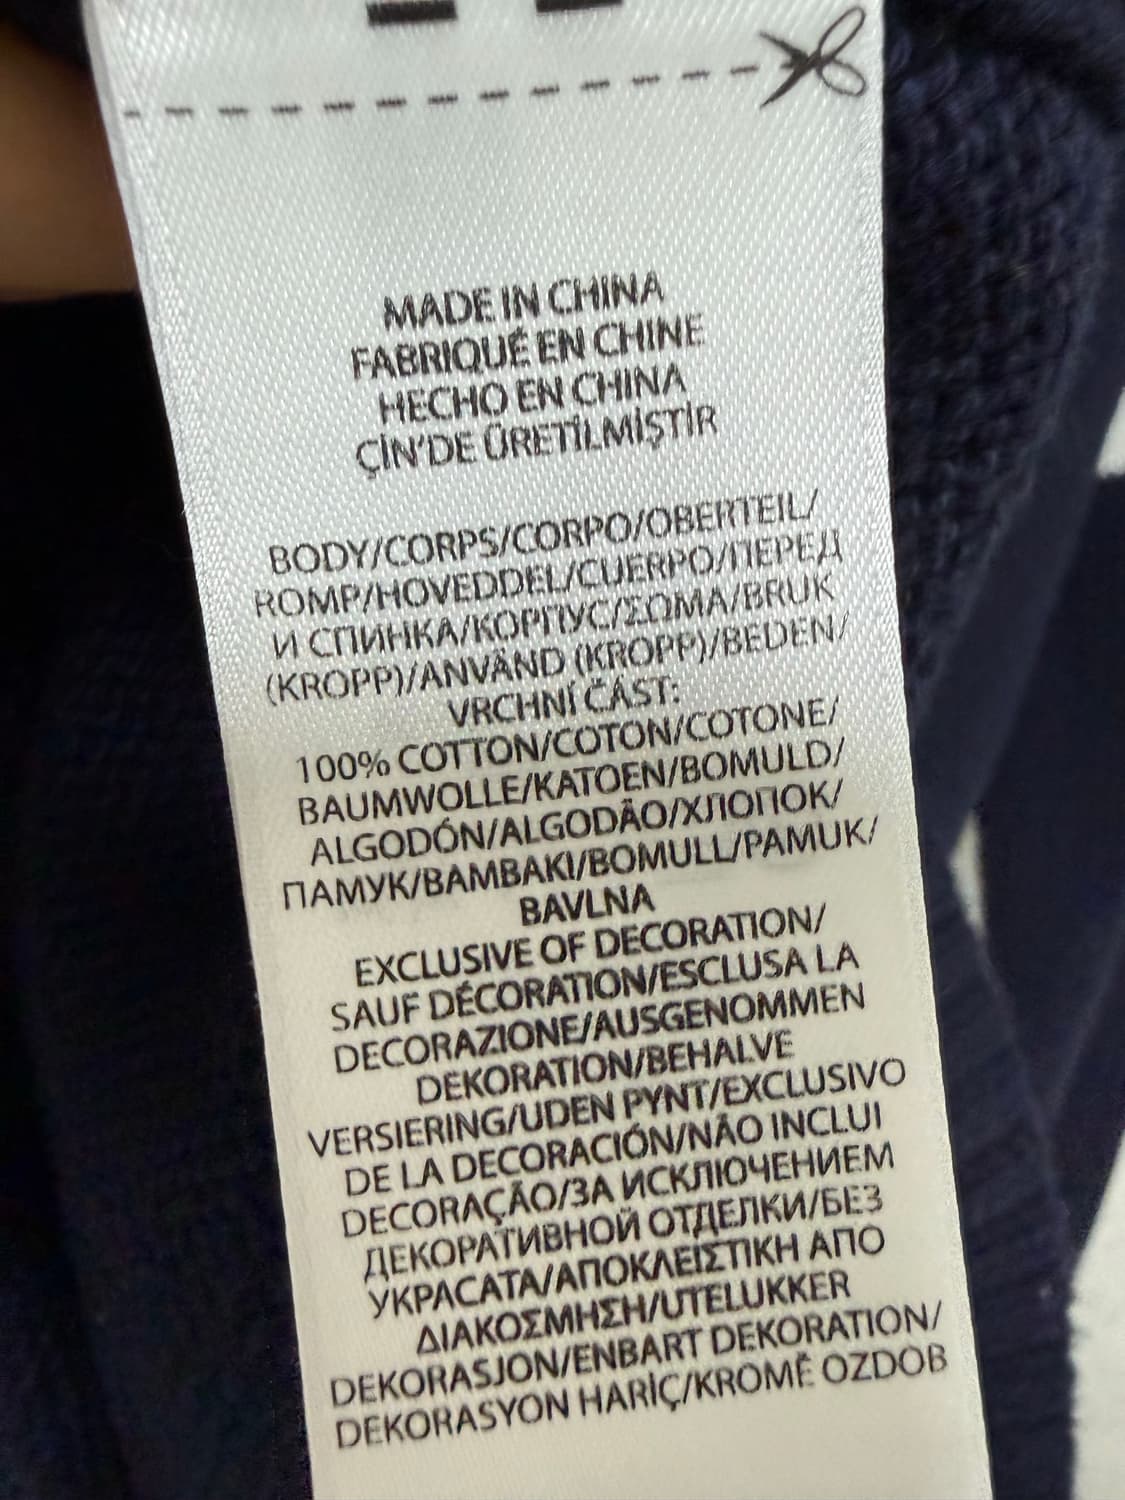 MADE IN CHINA
FABRIQUÉ EN CHINE
HECHO EN CHINA
ÇİN'DE ÜRETİLMİŞTİR
BODY/CORPS/CORPO/OBERTEIL/
ROMP/HOVEDDEL/CUERPO/ПЕРЕД
И СПИНКА/КОРПУС/ΣΩΜΑ/BRUK
(KROPP)/ANVÄND (KROPP)/BEDEN/
VRCHNÍ ČÁST:
100% COTTON/COTON/COTONE/
BAUMWOLLE/KATOEN/BOMULD/
ALGODÓN/ALGODÃO/ХЛОПОК/
ПАМУК/BAMBAKI/BOMULL/PAMUK/
BAVLNA
EXCLUSIVE OF DECORATION/
SAUF DÉCORATION/ESCLUSA LA
DECORAZIONE/AUSGENOMMEN
DEKORATION/BEHALVE
VERSIERING/UDEN PYNT/EXCLUSIVO
DE LA DECORACIÓN/NÃO INCLUI
DECORAÇÃO/ЗА ИСКЛЮЧЕНИЕМ
ДЕКОРАТИВНОЙ ОТДЕЛКИ/БЕЗ
УКРАСАТА/ΑΠΟΚΛΕΙΣΤΙΚΗ ΑΠΟ
ΔΙΑΚΟΣΜΗΣΗ/UTELUKKER
DEKORASJON/ENBART DEKORATION/
DEKORASYON HARİÇ/KROMĚ OZDOB